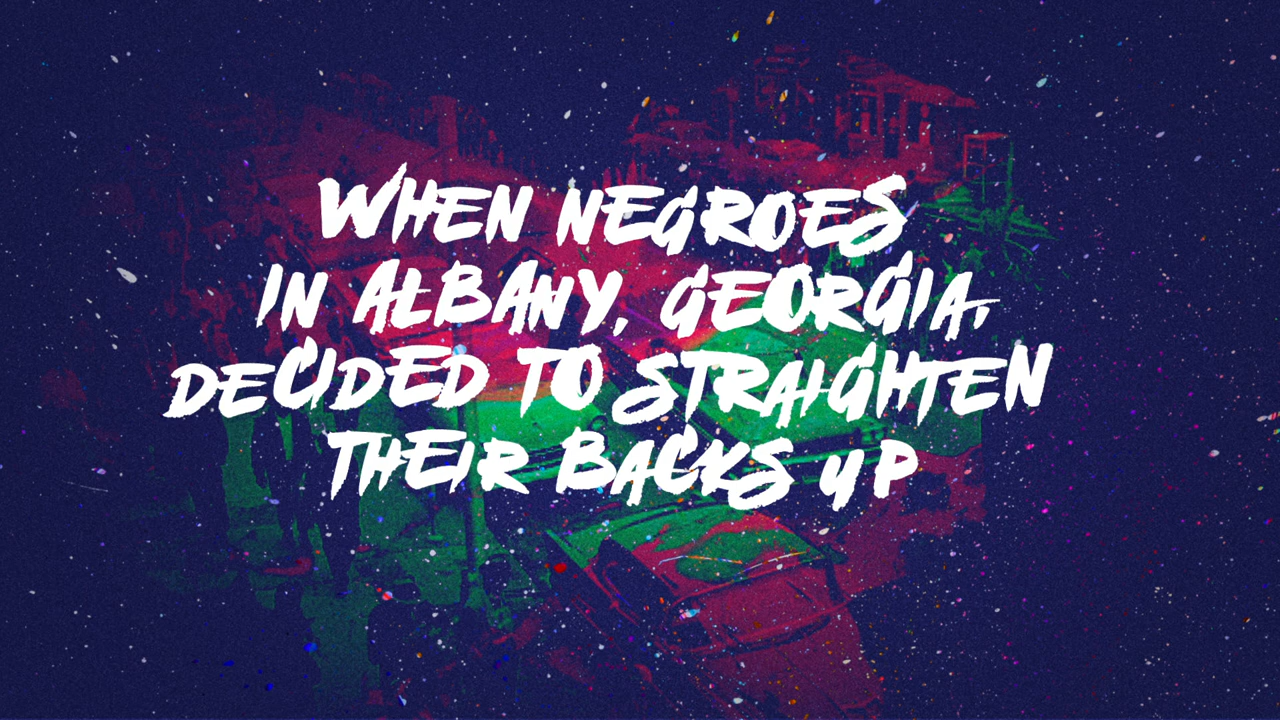 WHEN NEGROES
IN ALBANY, GEORGIA,
DECIDED TO STRAIGHTEN
THEIR BACKS UP